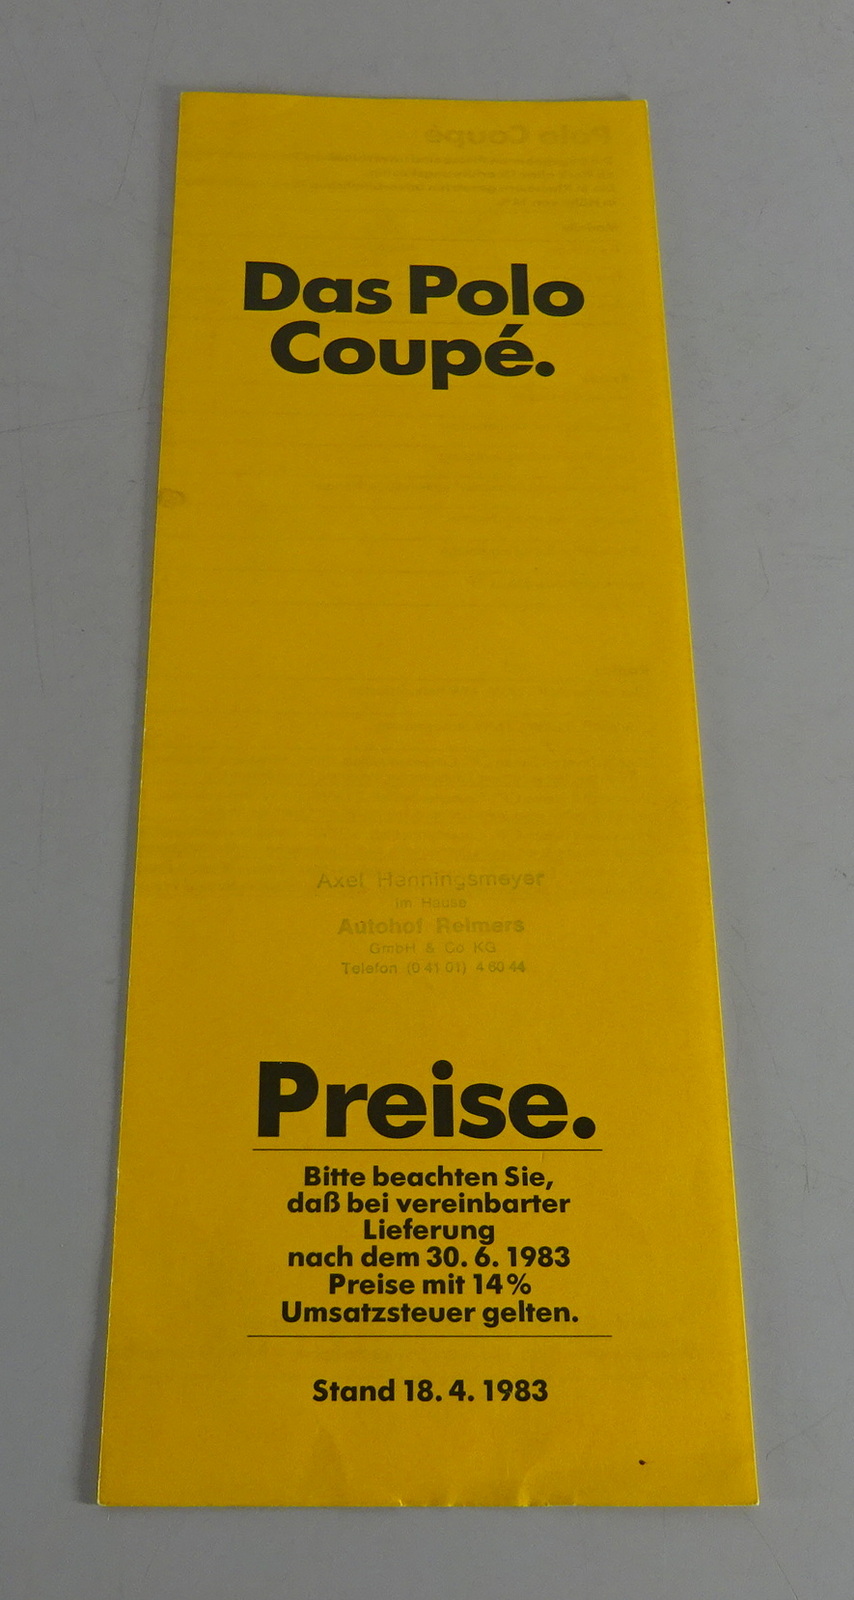 Das Polo
Coupé.
Axel Henningsmeyer
im Hause
Autohof Reimers
GmbH & Co KG
Telefon (0 41 01) 4 60 44
Preise.
Bitte beachten Sie,
daß bei vereinbarter
Lieferung
nach dem 30. 6. 1983
Preise mit 14%
Umsatzsteuer gelten.
Stand 18. 4. 1983